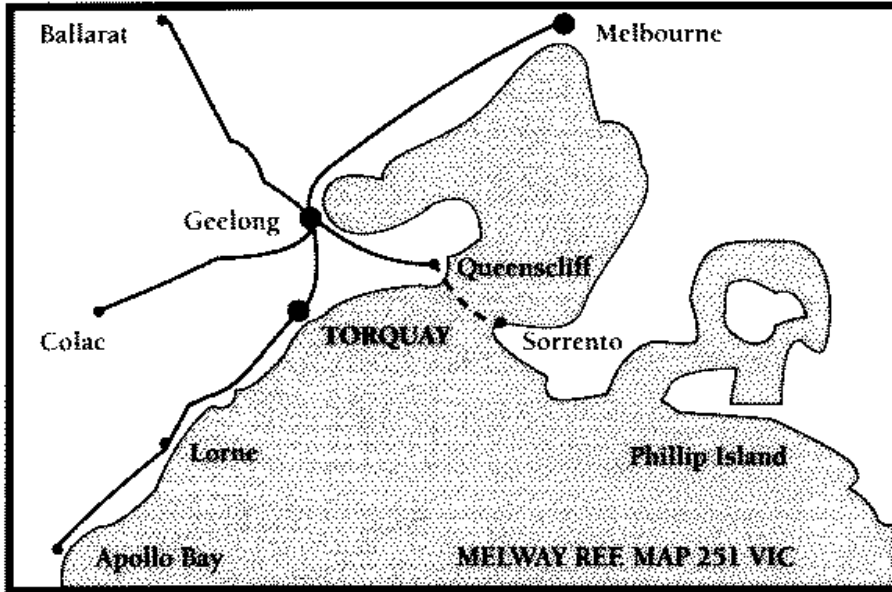 Ballarat
Melbourne
Geelong
Queenscliff
Colac
TORQUAY
Sorrento
Lorne
Phillip Island
Apollo Bay
MELWAY REF. MAP 251 VIC